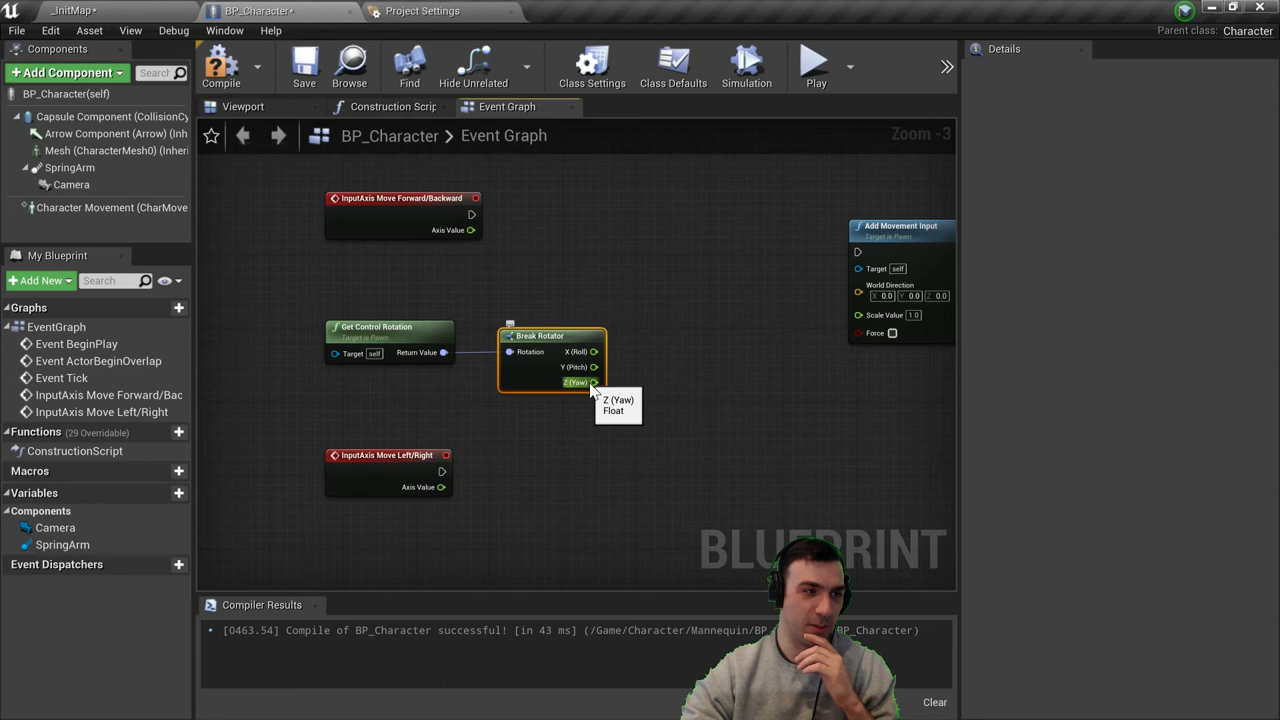 _InitMap*
BP_Character*
Project Settings
File
Edit
Asset
View
Debug
Window
Help
Parent class: Character
Components
Details
+ Add Component
Search
BP_Character(self)
Compile
Save
Browse
Find
Hide Unrelated
Class Settings
Class Defaults
Simulation
Play
Viewport
Construction Scrip
Event Graph
Capsule Component (CollisionCy
Arrow Component (Arrow) (Inh
Mesh (CharacterMesh0) (Inheri
SpringArm
Camera
Character Movement (CharMove
BP_Character > Event Graph
Zoom -3
InputAxis Move Forward/Backward
Axis Value
Add Movement Input
Target is Pawn
Target self
World Direction
X 0.0 Y 0.0 Z 0.0
Scale Value 1.0
Force
My Blueprint
+ Add New
Search
Graphs
EventGraph
Event BeginPlay
Event ActorBeginOverlap
Event Tick
InputAxis Move Forward/Bac
InputAxis Move Left/Right
Functions (29 Overridable)
ConstructionScript
Macros
Variables
Components
Camera
SpringArm
Event Dispatchers
Get Control Rotation
Target is Pawn
Target self
Return Value
Break Rotator
Rotation
X (Roll)
Y (Pitch)
Z (Yaw)
Z (Yaw)
Float
InputAxis Move Left/Right
Axis Value
BLUEPRINT
Compiler Results
[0463.54] Compile of BP_Character successful! [in 43 ms] (/Game/Character/Mannequin/BP_ P_Character)
Clear